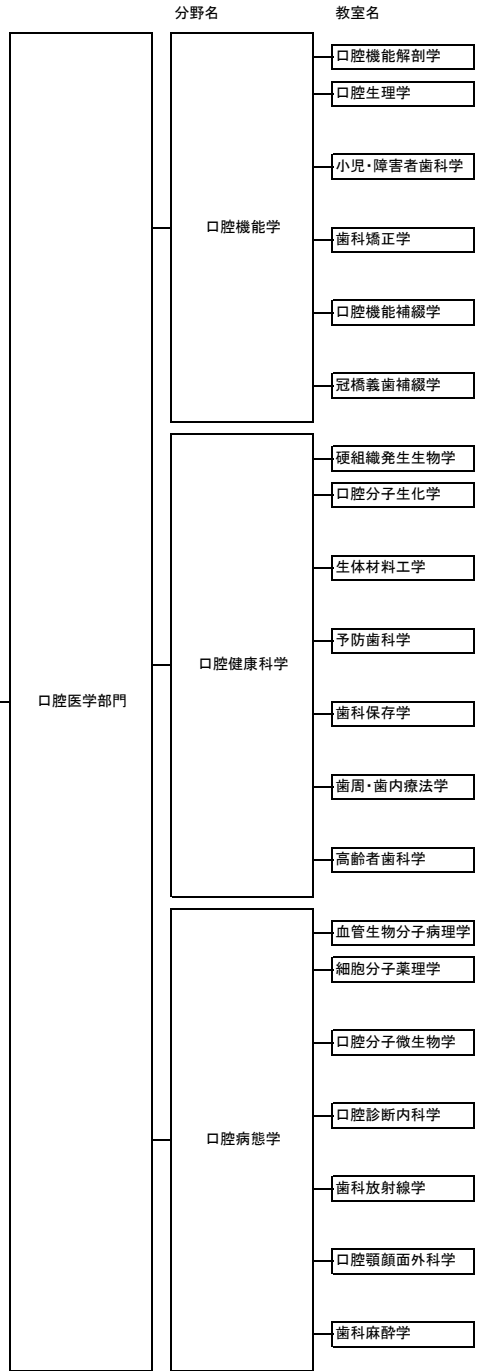 分野名 教室名
口腔医学部門
口腔機能学
口腔機能解剖学
口腔生理学
小児・障害者歯科学
歯科矯正学
口腔機能補綴学
冠橋義歯補綴学
口腔健康科学
硬組織発生生物学
口腔分子生化学
生体材料工学
予防歯科学
歯科保存学
歯周・歯内療法学
高齢者歯科学
口腔病態学
血管生物分子病理学
細胞分子薬理学
口腔分子微生物学
口腔診断内科学
歯科放射線学
口腔顎顔面外科学
歯科麻酔学